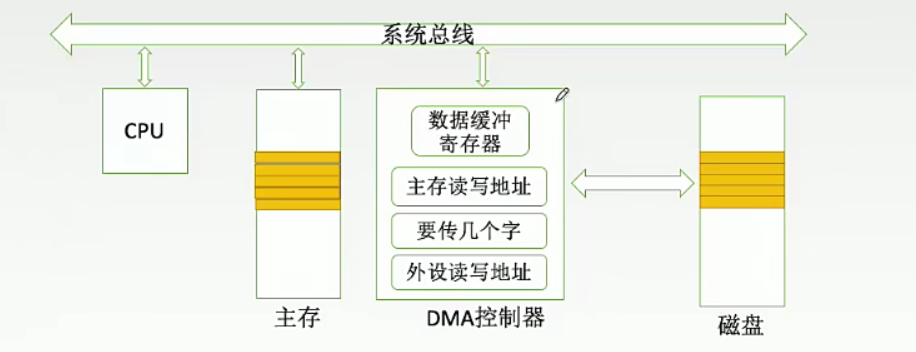 系统总线
CPU
数据缓冲
寄存器
主存读写地址
要传几个字
外设读写地址
主存
DMA控制器
磁盘